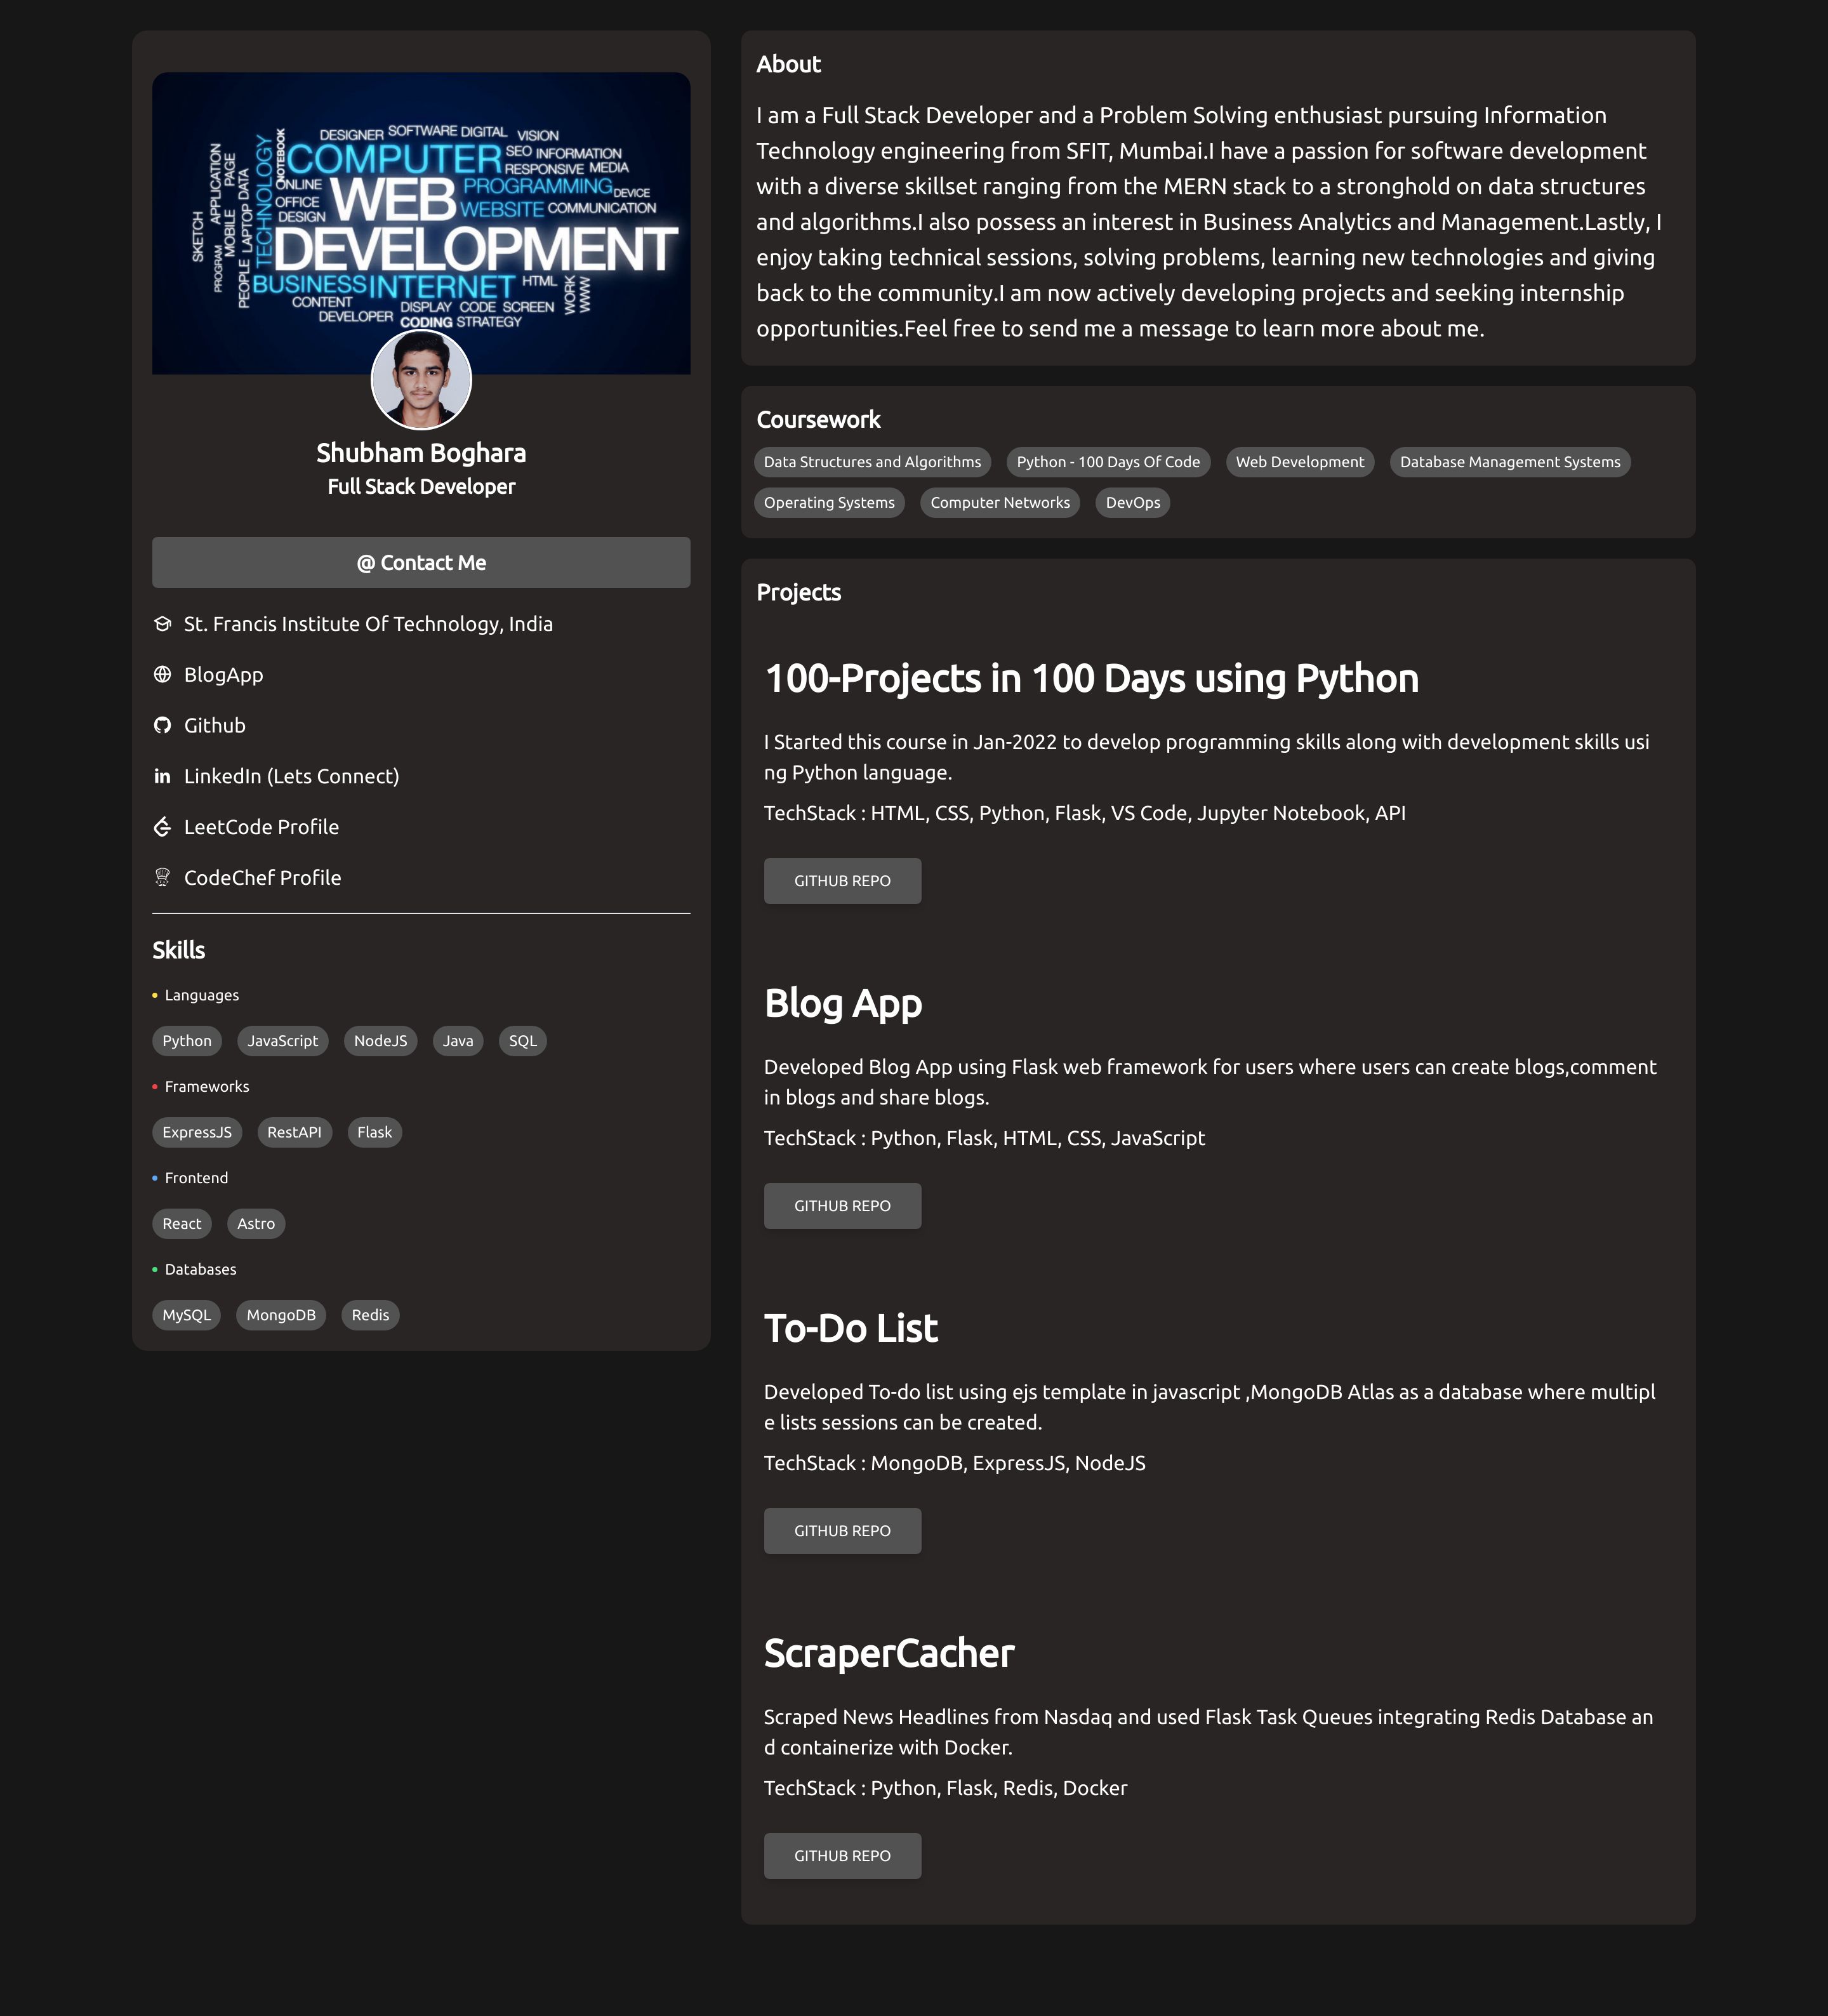 DESIGNER SOFTWARE DIGITAL VISION
COMPUTER SEO INFORMATION
RESPONSIVE MEDIA
NOTEBOOK
TECHNOLOGY
ONLINE WEB PROGRAMMING DEVICE
OFFICE WEBSITE COMMUNICATION
DESIGN
DEVELOPMENT
SKETCH
APPLICATION
PROGRAM
MOBILE PAGE
PEOPLE LAPTOP DATA
BUSINESS INTERNET HTML
WORK
WWW
CONTENT DISPLAY CODE SCREEN
DEVELOPER CODING STRATEGY
Shubham Boghara
Full Stack Developer
@ Contact Me
St. Francis Institute Of Technology, India
BlogApp
Github
LinkedIn (Lets Connect)
LeetCode Profile
CodeChef Profile
Skills
Languages
Python JavaScript NodeJS Java SQL
Frameworks
ExpressJS RestAPI Flask
Frontend
React Astro
Databases
MySQL MongoDB Redis
About
I am a Full Stack Developer and a Problem Solving enthusiast pursuing Information
Technology engineering from SFIT, Mumbai.I have a passion for software development
with a diverse skillset ranging from the MERN stack to a stronghold on data structures
and algorithms.I also possess an interest in Business Analytics and Management.Lastly, I
enjoy taking technical sessions, solving problems, learning new technologies and giving
back to the community.I am now actively developing projects and seeking internship
opportunities.Feel free to send me a message to learn more about me.
Coursework
Data Structures and Algorithms Python - 100 Days Of Code Web Development Database Management Systems
Operating Systems Computer Networks DevOps
Projects
100-Projects in 100 Days using Python
I Started this course in Jan-2022 to develop programming skills along with development skills usi
ng Python language.
TechStack : HTML, CSS, Python, Flask, VS Code, Jupyter Notebook, API
GITHUB REPO
Blog App
Developed Blog App using Flask web framework for users where users can create blogs,comment
in blogs and share blogs.
TechStack : Python, Flask, HTML, CSS, JavaScript
GITHUB REPO
To-Do List
Developed To-do list using ejs template in javascript ,MongoDB Atlas as a database where multipl
e lists sessions can be created.
TechStack : MongoDB, ExpressJS, NodeJS
GITHUB REPO
ScraperCacher
Scraped News Headlines from Nasdaq and used Flask Task Queues integrating Redis Database an
d containerize with Docker.
TechStack : Python, Flask, Redis, Docker
GITHUB REPO